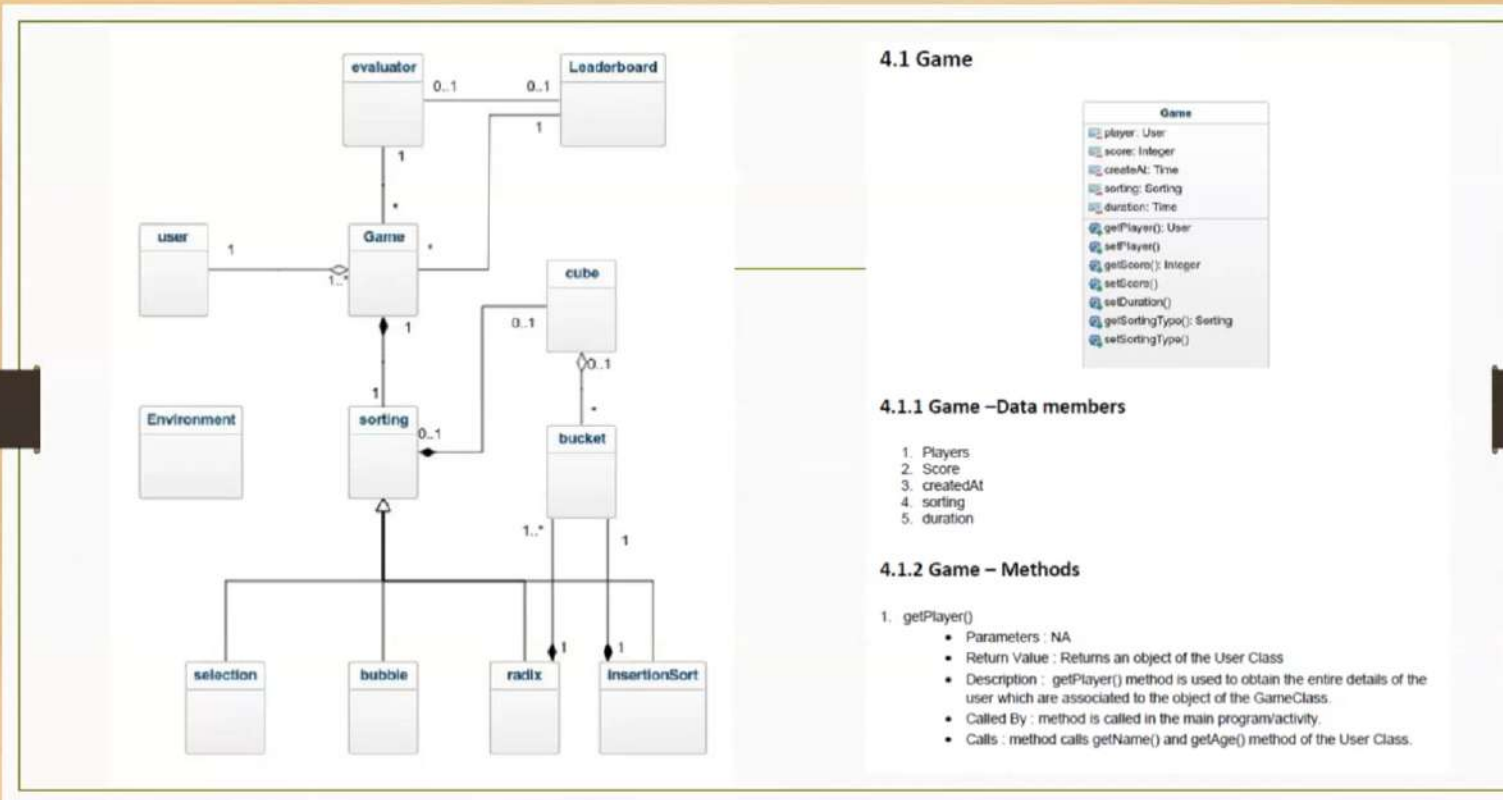 evaluator
0..1
0..1
Leaderboard
1
1
*
user
1
1..*
Game
*
cube
0..1
1
0..1
1
*
Environment
sorting
0..1
bucket
1..*
1
1
1
selection
bubble
radix
InsertionSort
4.1 Game
Game
player: User
score: Integer
createAt: Time
sorting: Sorting
duration: Time
getPlayer(): User
setPlayer()
getScore(): Integer
setScore()
setDuration()
getSortingType(): Sorting
setSortingType()
4.1.1 Game –Data members
1. Players
2. Score
3. createdAt
4. sorting
5. duration
4.1.2 Game – Methods
1. getPlayer()
• Parameters : NA
• Return Value : Returns an object of the User Class
• Description : getPlayer() method is used to obtain the entire details of the
user which are associated to the object of the GameClass.
• Called By : method is called in the main program/activity.
• Calls : method calls getName() and getAge() method of the User Class.